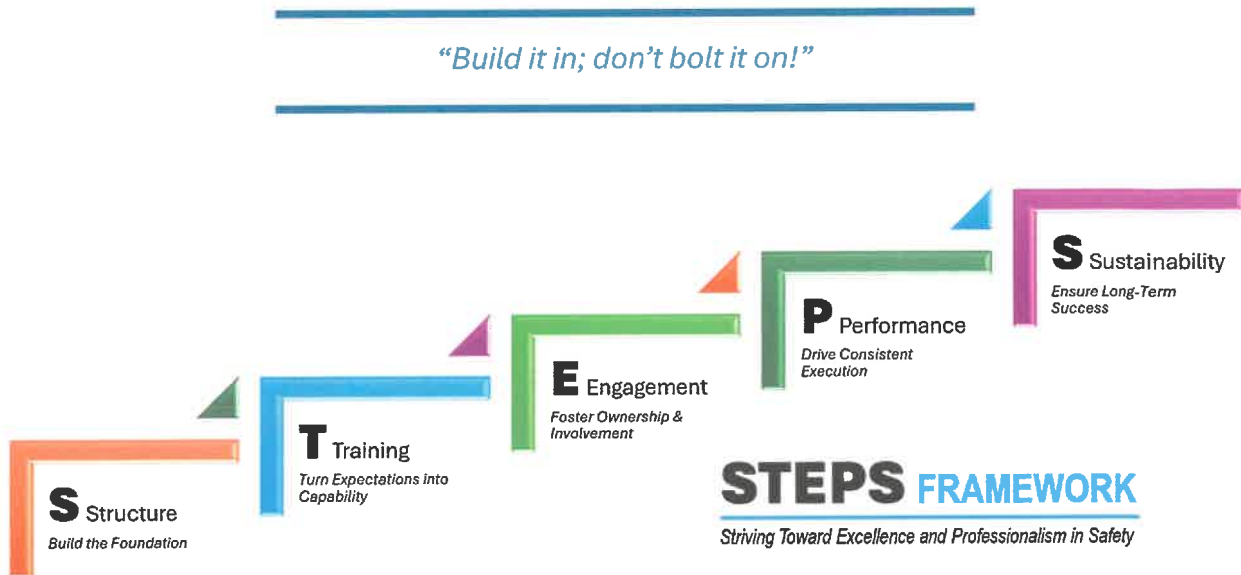 “Build it in; don’t bolt it on!”
S Structure
Build the Foundation
T Training
Turn Expectations into
Capability
E Engagement
Foster Ownership &
Involvement
P Performance
Drive Consistent
Execution
S Sustainability
Ensure Long-Term
Success
STEPS FRAMEWORK
Striving Toward Excellence and Professionalism in Safety